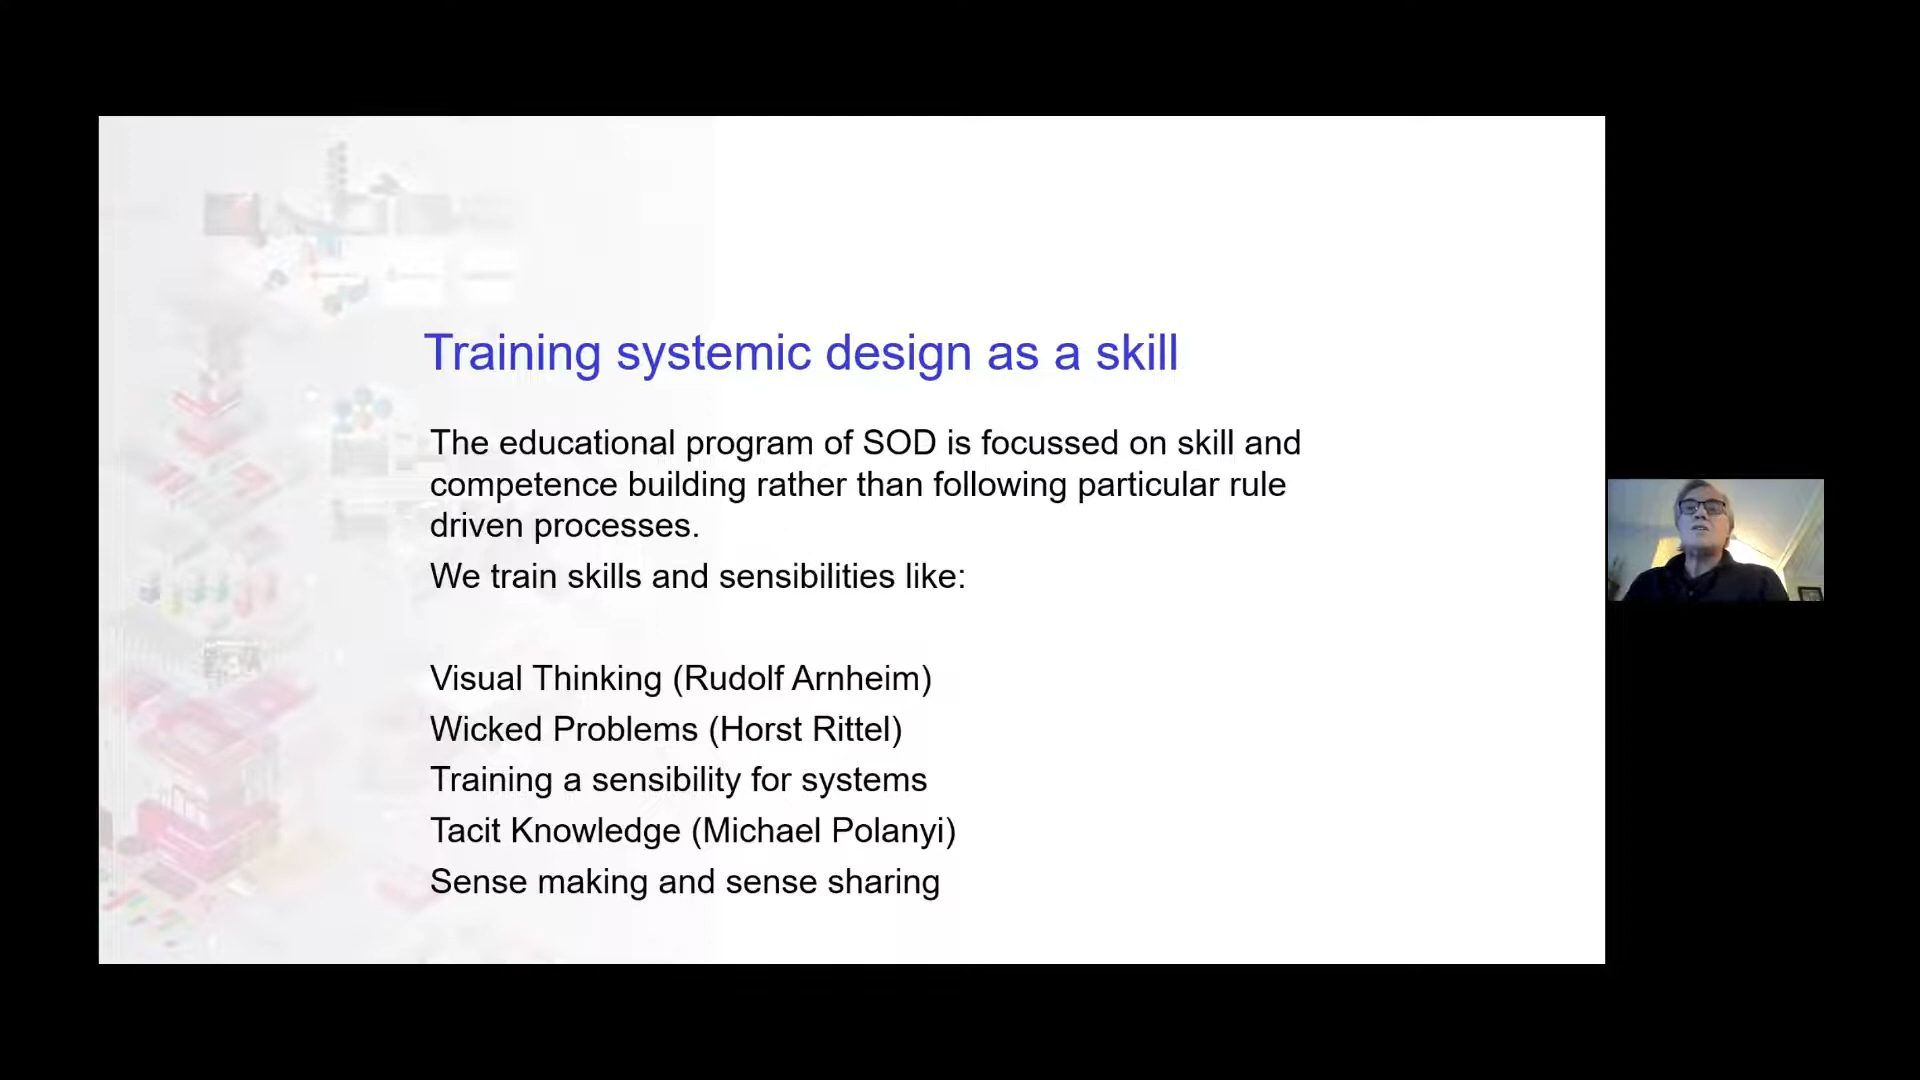 Training systemic design as a skill
The educational program of SOD is focussed on skill and
competence building rather than following particular rule
driven processes.
We train skills and sensibilities like:
Visual Thinking (Rudolf Arnheim)
Wicked Problems (Horst Rittel)
Training a sensibility for systems
Tacit Knowledge (Michael Polanyi)
Sense making and sense sharing